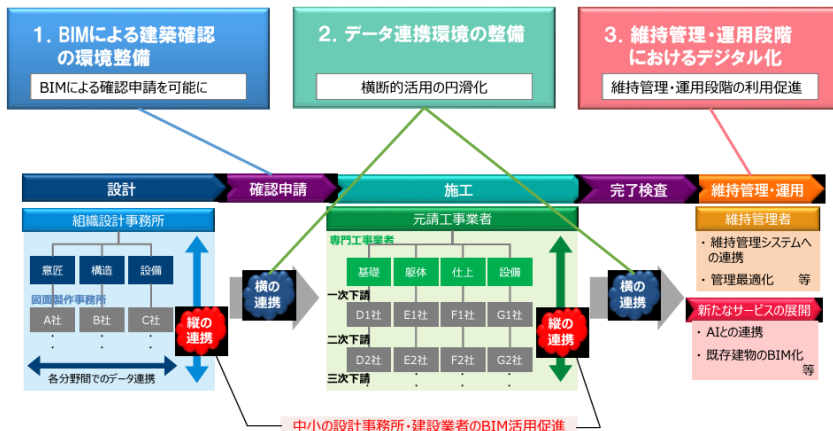 1. BIMによる建築確認
の環境整備
BIMによる確認申請を可能に
2. データ連携環境の整備
横断的活用の円滑化
3. 維持管理・運用段階
におけるデジタル化
維持管理・運用段階の利用促進
設計
確認申請
施工
完了検査
維持管理・運用
組織設計事務所
意匠
構造
設備
図面製作事務所
A社
B社
C社
・
・
・
・
・
・
各分野間でのデータ連携
縦の
連携
横の
連携
元請工事業者
専門工事業者
基礎
躯体
仕上
設備
一次下請
D1社
E1社
F1社
G1社
二次下請
D2社
E2社
F2社
G2社
三次下請
・
・
・
・
・
・
・
・
縦の
連携
横の
連携
維持管理者
・ 維持管理システムへ
の連携
・ 管理最適化 等
新たなサービスの展開
・ AIとの連携
・ 既存建物のBIM化
等
中小の設計事務所・建設業者のBIM活用促進